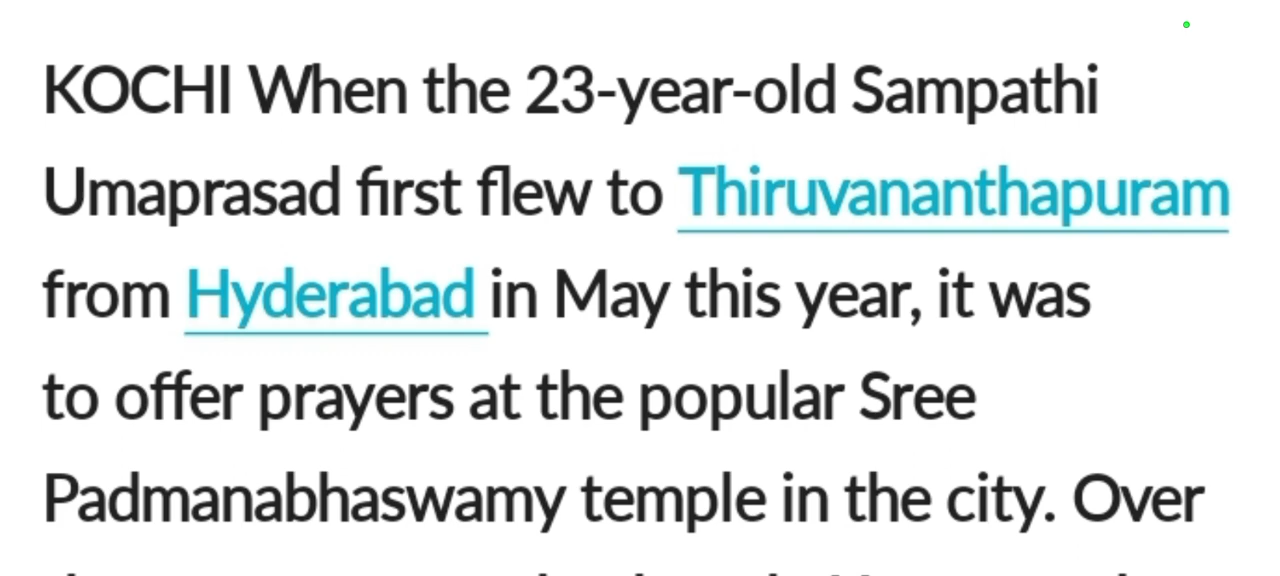 KOCHI When the 23-year-old Sampathi
Umaprasad first flew to Thiruvananthapuram
from Hyderabad in May this year, it was
to offer prayers at the popular Sree
Padmanabhaswamy temple in the city. Over